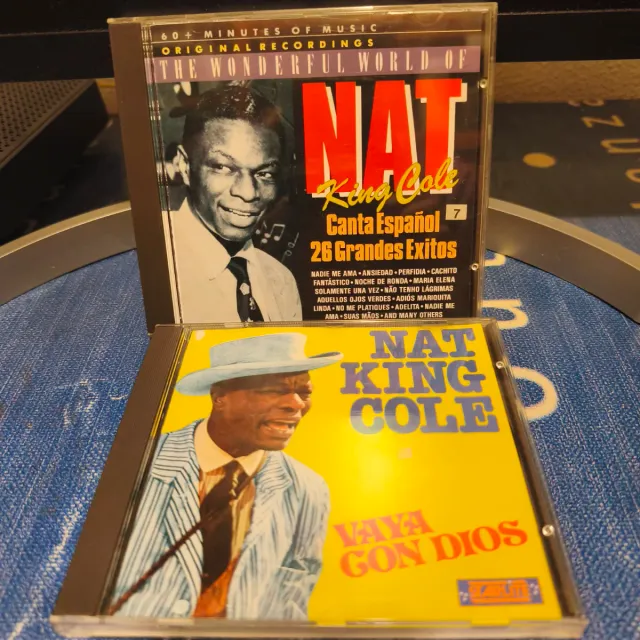 60+ MINUTES OF MUSIC
ORIGINAL RECORDINGS
THE WONDERFUL WORLD OF
NAT
King Cole
7
Canta Español
26 Grandes Exitos
NADIE ME AMA • ANSIEDAD • PERFIDIA • CACHITO
FANTÁSTICO • NOCHE DE RONDA • MARIA ELENA
SOLAMENTE UNA VEZ • NÃO TENHO LÁGRIMAS
AQUELLOS OJOS VERDES • ADIÓS MARIQUITA
LINDA • NO ME PLATIQUES • ADELITA • NADIE ME
AMA • SUAS MÃOS • AND MANY OTHERS
NAT
KING
COLE
VAYA
CON DIOS